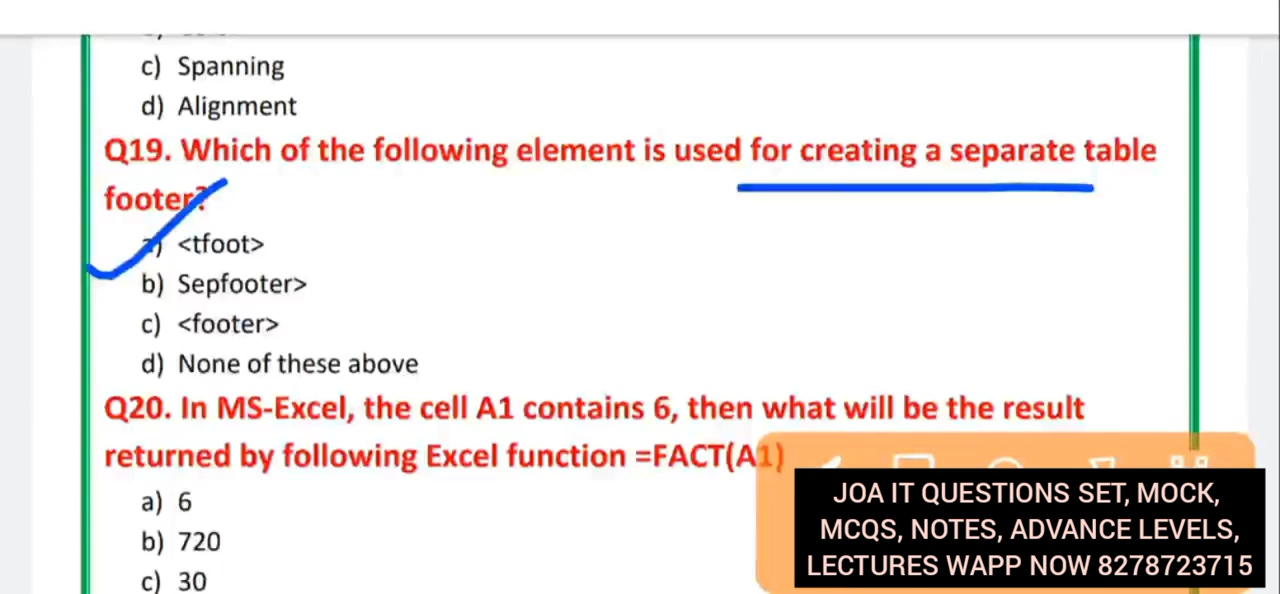 c) Spanning
d) Alignment
Q19. Which of the following element is used for creating a separate table
footer?
a) <tfoot>
b) Sepfooter>
c) <footer>
d) None of these above
Q20. In MS-Excel, the cell A1 contains 6, then what will be the result
returned by following Excel function =FACT(A1)
a) 6
b) 720
c) 30
JOA IT QUESTIONS SET, MOCK,
MCQS, NOTES, ADVANCE LEVELS,
LECTURES WAPP NOW 8278723715